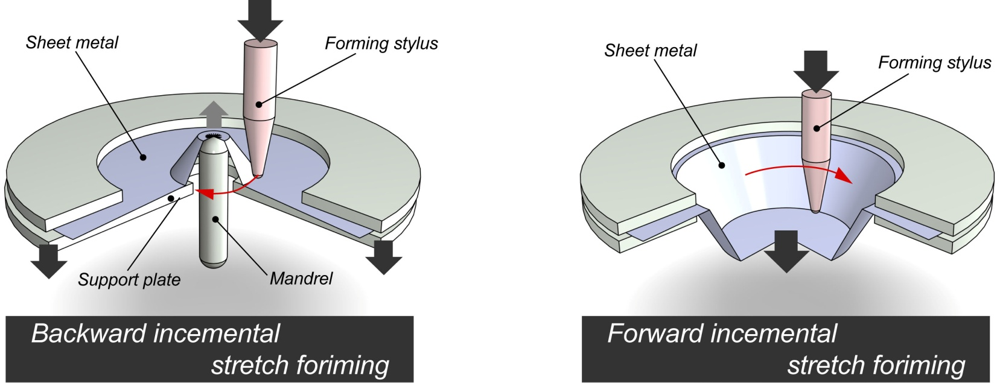 Sheet metal
Forming stylus
Support plate
Mandrel
Backward incemental
stretch foriming
Sheet metal
Forming stylus
Forward incemental
stretch foriming